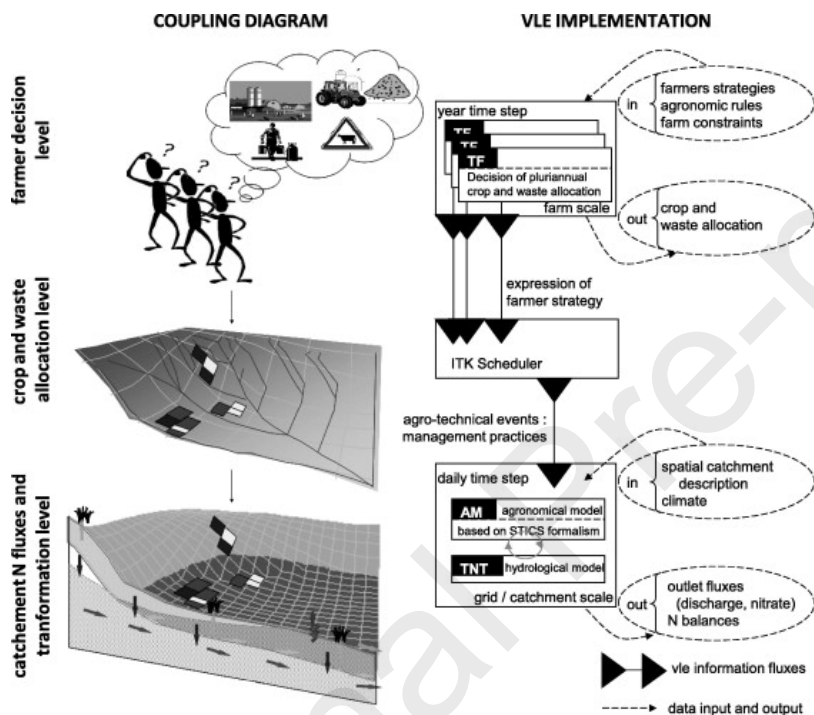 COUPLING DIAGRAM
VLE IMPLEMENTATION
farmer decision
level
crop and waste
allocation level
catchement N fluxes and
tranformation level
? ? ?
year time step
TF
TF
TF
Decision of pluriannual
crop and waste allocation
farm scale
in
farmers strategies
agronomic rules
farm constraints
out
crop and
waste allocation
expression of
farmer strategy
ITK Scheduler
agro-technical events :
management practices
daily time step
AM agronomical model
based on STICS formalism
TNT hydrological model
grid / catchment scale
in
spatial catchment
description
climate
out
outlet fluxes
(discharge, nitrate)
N balances
vle information fluxes
data input and output
al Pre-p